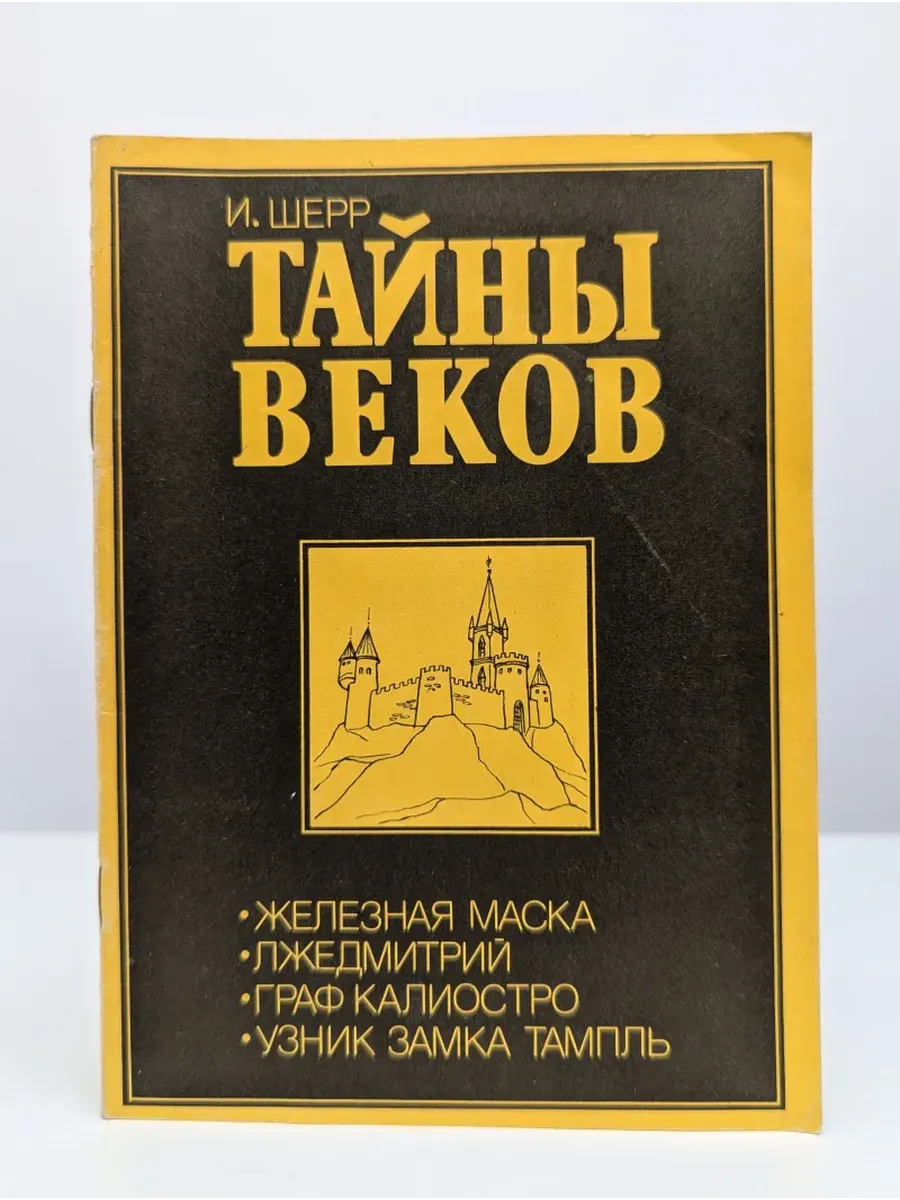 И. ШЕРР
ТАЙНЫ
ВЕКОВ
•ЖЕЛЕЗНАЯ МАСКА
•ЛЖЕДМИТРИЙ
•ГРАФ КАЛИОСТРО
•УЗНИК ЗАМКА ТАМПЛЬ